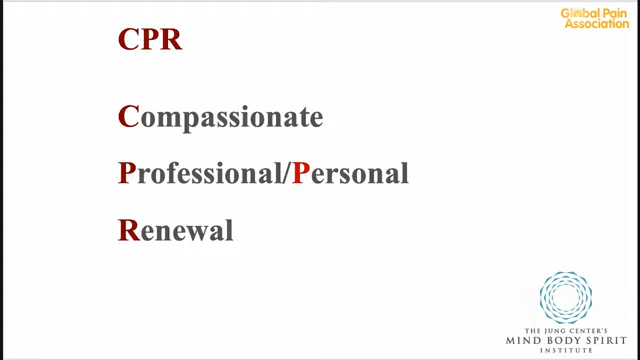 Global Pain
Association
CPR
Compassionate
Professional/Personal
Renewal
THE JUNG CENTER'S
MIND BODY SPIRIT
INSTITUTE